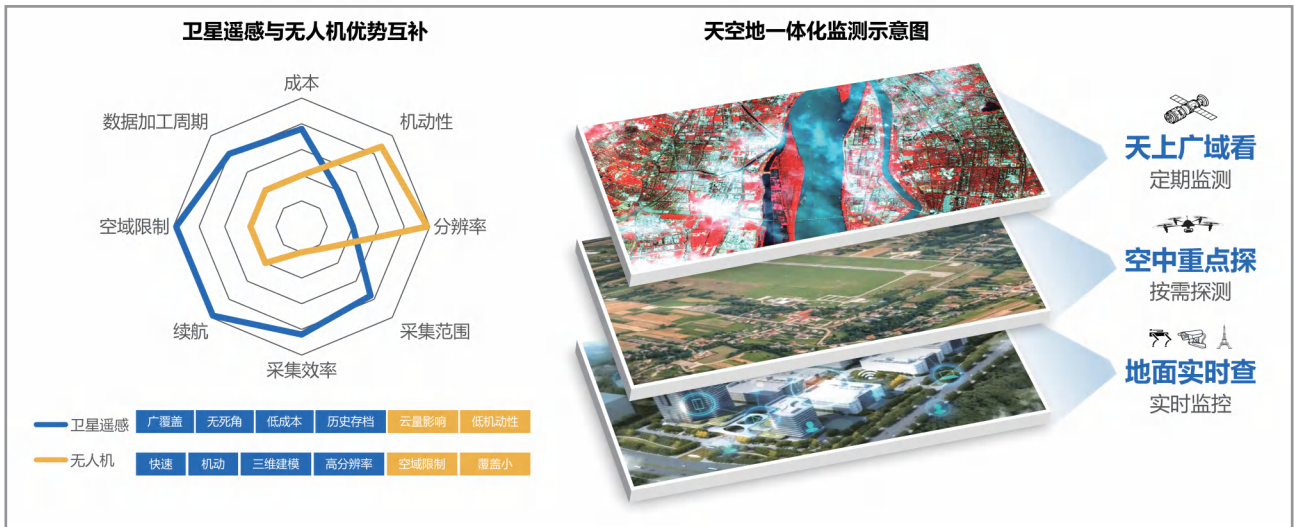 卫星遥感与无人机优势互补
成本
机动性
分辨率
采集范围
采集效率
续航
空域限制
数据加工周期
卫星遥感 广覆盖 无死角 低成本 历史存档 云量影响 低机动性
无人机 快速 机动 三维建模 高分辨率 空域限制 覆盖小
天空地一体化监测示意图
天上广域看
定期监测
空中重点探
按需探测
地面实时查
实时监控